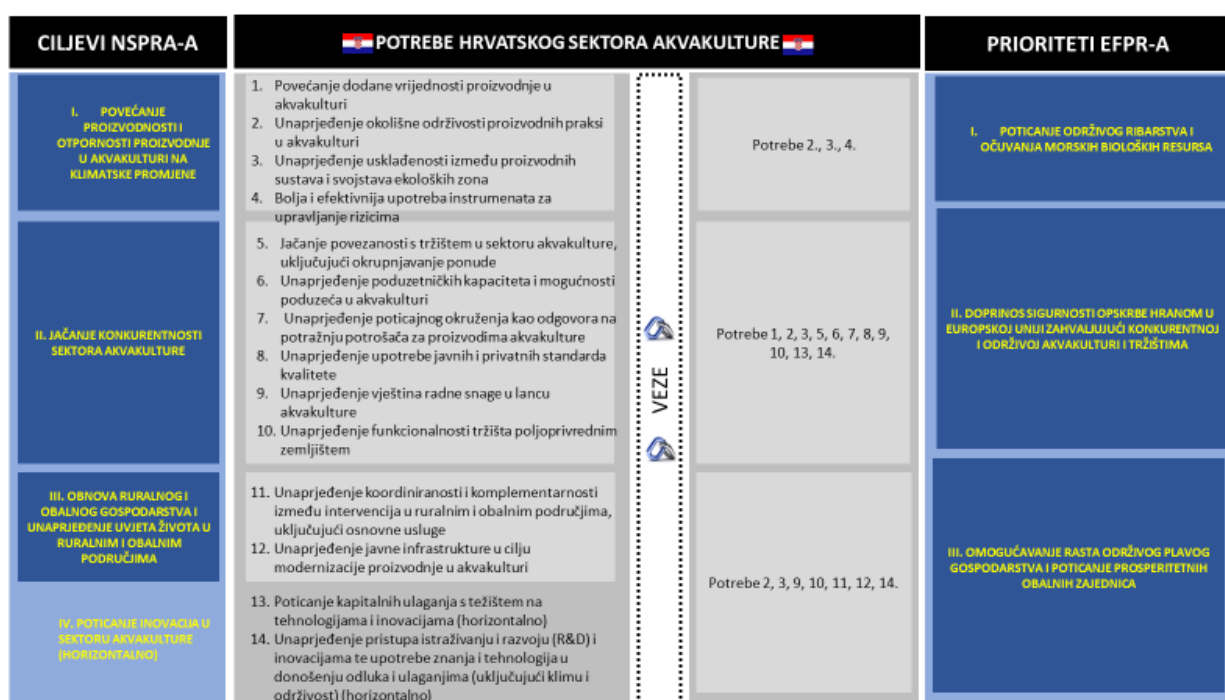 CILJEVI NSPRA-A
POTREBE HRVATSKOG SEKTORA AKVAKULTURE
PRIORITETI EFPR-A
I. POVEĆANJE
PROIZVODNOSTI I
OTPORNOSTI PROIZVODNJE
U AKVAKULTURI NA
KLIMATSKE PROMJENE
1. Povećanje dodane vrijednosti proizvodnje u
akvakulturi
2. Unaprjeđenje okolišne održivosti proizvodnih praksi
u akvakulturi
3. Unaprjeđenje usklađenosti između proizvodnih
sustava i svojstava ekoloških zona
4. Bolja i efektivnija upotreba instrumenata za
upravljanje rizicima
Potrebe 2., 3., 4.
I. POTICANJE ODRŽIVOG RIBARSTVA I
OČUVANJA MORSKIH BIOLOŠKIH RESURSA
II. JAČANJE KONKURENTNOSTI
SEKTORA AKVAKULTURE
5. Jačanje povezanosti s tržištem u sektoru akvakulture,
uključujući okrupnjavanje ponude
6. Unaprjeđenje poduzetničkih kapaciteta i mogućnosti
poduzeća u akvakulturi
7. Unaprjeđenje poticajnog okruženja kao odgovora na
potražnju potrošača za proizvodima akvakulture
8. Unaprjeđenje upotrebe javnih i privatnih standarda
kvalitete
9. Unaprjeđenje vještina radne snage u lancu
akvakulture
10. Unaprjeđenje funkcionalnosti tržišta poljoprivrednim
zemljištem
VEZE
Potrebe 1, 2, 3, 5, 6, 7, 8, 9,
10, 13, 14.
II. DOPRINOS SIGURNOSTI OPSKRBE HRANOM U
EUROPSKOJ UNIJI ZAHVALJUJUĆI KONKURENTNOJ
I ODRŽIVOJ AKVAKULTURI I TRŽIŠTIMA
III. OBNOVA RURALNOG I
OBALNOG GOSPODARSTVA I
UNAPRJEĐENJE UVJETA ŽIVOTA U
RURALNIM I OBALNIM
PODRUČJIMA
11. Unaprjeđenje koordiniranosti i komplementarnosti
između intervencija u ruralnim i obalnim područjima,
uključujući osnovne usluge
12. Unaprjeđenje javne infrastrukture u cilju
modernizacije proizvodnje u akvakulturi
Potrebe 2, 3, 9, 10, 11, 12, 14.
III. OMOGUĆAVANJE RASTA ODRŽIVOG PLAVOG
GOSPODARSTVA I POTICANJE PROSPERITETNIH
OBALNIH ZAJEDNICA
IV. POTICANJE INOVACIJA U
SEKTORU AKVAKULTURE
(HORIZONTALNO)
13. Poticanje kapitalnih ulaganja s težištem na
tehnologijama i inovacijama (horizontalno)
14. Unaprjeđenje pristupa istraživanju i razvoju (R&D) i
inovacijama te upotrebe znanja i tehnologija u
donošenju odluka i ulaganjima (uključujući klimu i
održivost) (horizontalno)